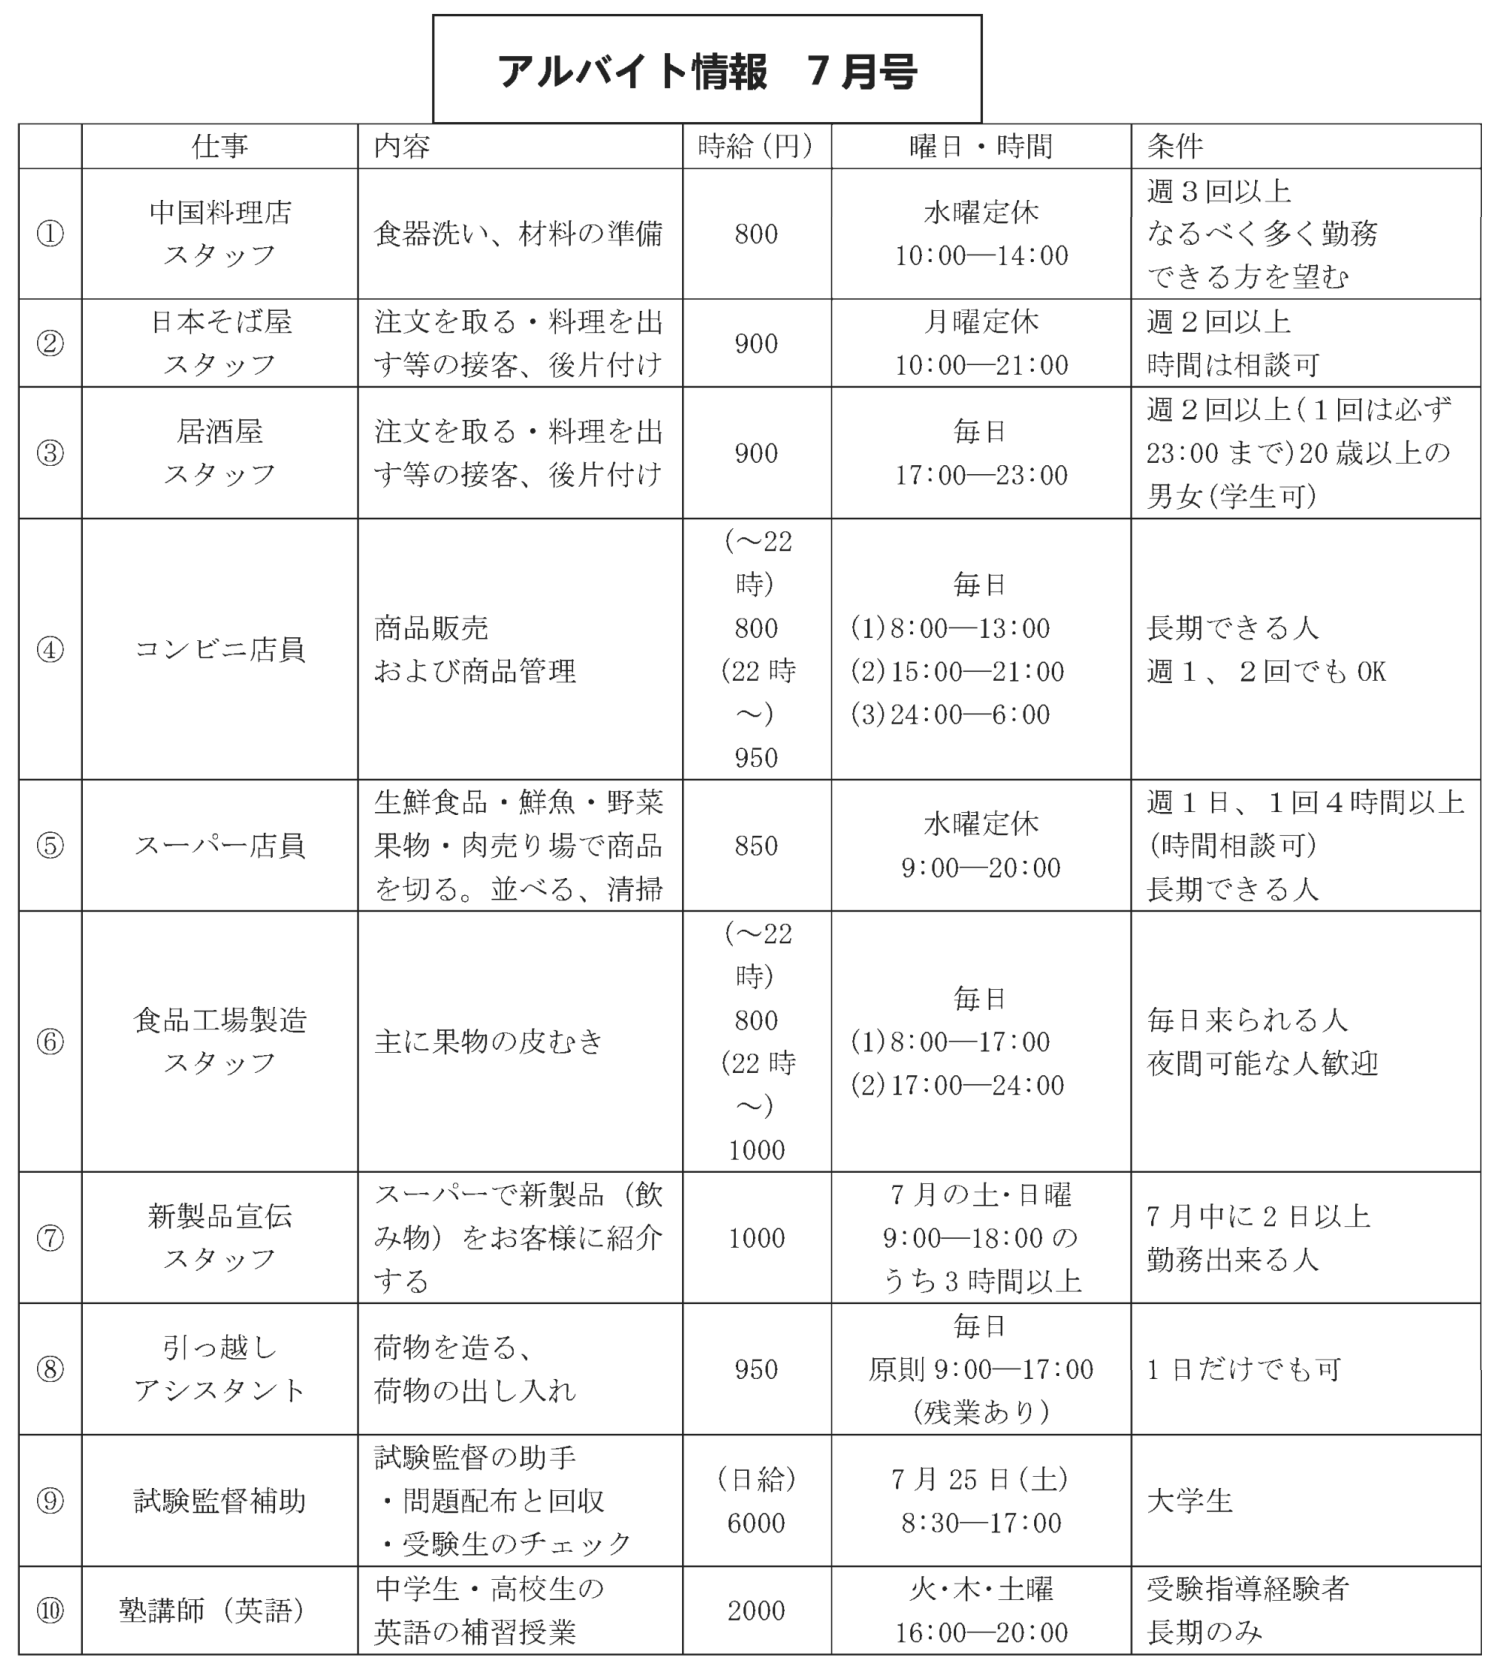 アルバイト情報　７月号
仕事 内容 時給（円） 曜日・時間 条件
① 中国料理店
スタッフ
食器洗い、材料の準備
800
水曜定休
10：00―14：00
週３回以上
なるべく多く勤務
できる方を望む
② 日本そば屋
スタッフ
注文を取る・料理を出
す等の接客、後片付け
900
月曜定休
10：00―21：00
週２回以上
時間は相談可
③ 居酒屋
スタッフ
注文を取る・料理を出
す等の接客、後片付け
900
毎日
17：00―23：00
週２回以上（１回は必ず
23：00 まで）20 歳以上の
男女（学生可）
④ コンビニ店員
商品販売
および商品管理
（～22
時）
800
（22 時
～）
950
毎日
（1）8：00―13：00
（2）15：00―21：00
（3）24：00―6：00
長期できる人
週１、２回でも OK
⑤ スーパー店員
生鮮食品・鮮魚・野菜
果物・肉売り場で商品
を切る。並べる、清掃
850
水曜定休
9：00―20：00
週１日、１回４時間以上
（時間相談可）
長期できる人
⑥ 食品工場製造
スタッフ
主に果物の皮むき
（～22
時）
800
（22 時
～）
1000
毎日
（1）8：00―17：00
（2）17：00―24：00
毎日来られる人
夜間可能な人歓迎
⑦ 新製品宣伝
スタッフ
スーパーで新製品（飲
み物）をお客様に紹介
する
1000
７月の土・日曜
9：00―18：00 の
うち３時間以上
７月中に２日以上
勤務出来る人
⑧ 引っ越し
アシスタント
荷物を造る、
荷物の出し入れ
950
毎日
原則 9：00―17：00
（残業あり）
１日だけでも可
⑨ 試験監督補助
試験監督の助手
・問題配布と回収
・受験生のチェック
（日給）
6000
７月 25 日（土）
8：30―17：00
大学生
⑩ 塾講師（英語）
中学生・高校生の
英語の補習授業
2000
火・木・土曜
16：00―20：00
受験指導経験者
長期のみ